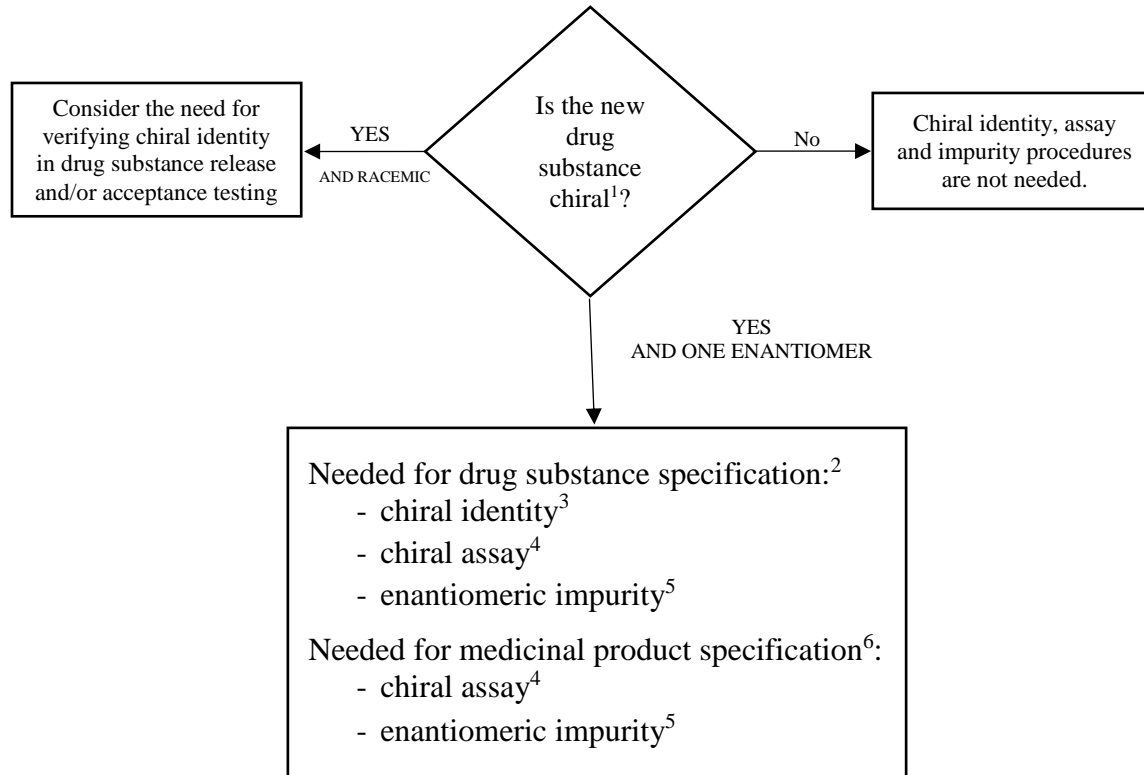 Is the new
drug
substance
chiral¹?
YES
AND RACEMIC
Consider the need for
verifying chiral identity
in drug substance release
and/or acceptance testing
No
Chiral identity, assay
and impurity procedures
are not needed.
YES
AND ONE ENANTIOMER
Needed for drug substance specification:²
- chiral identity³
- chiral assay⁴
- enantiomeric impurity⁵
Needed for medicinal product specification⁶:
- chiral assay⁴
- enantiomeric impurity⁵